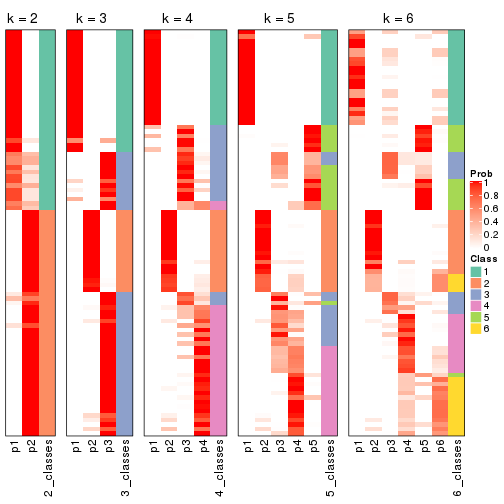 k = 2
k = 3
k = 4
k = 5
k = 6
Prob
1
0.8
0.6
0.4
0.2
0
Class
1
2
3
4
5
6
p1
p2
2_classes
p1
p2
p3
3_classes
p1
p2
p3
p4
4_classes
p1
p2
p3
p4
p5
5_classes
p1
p2
p3
p4
p5
p6
6_classes